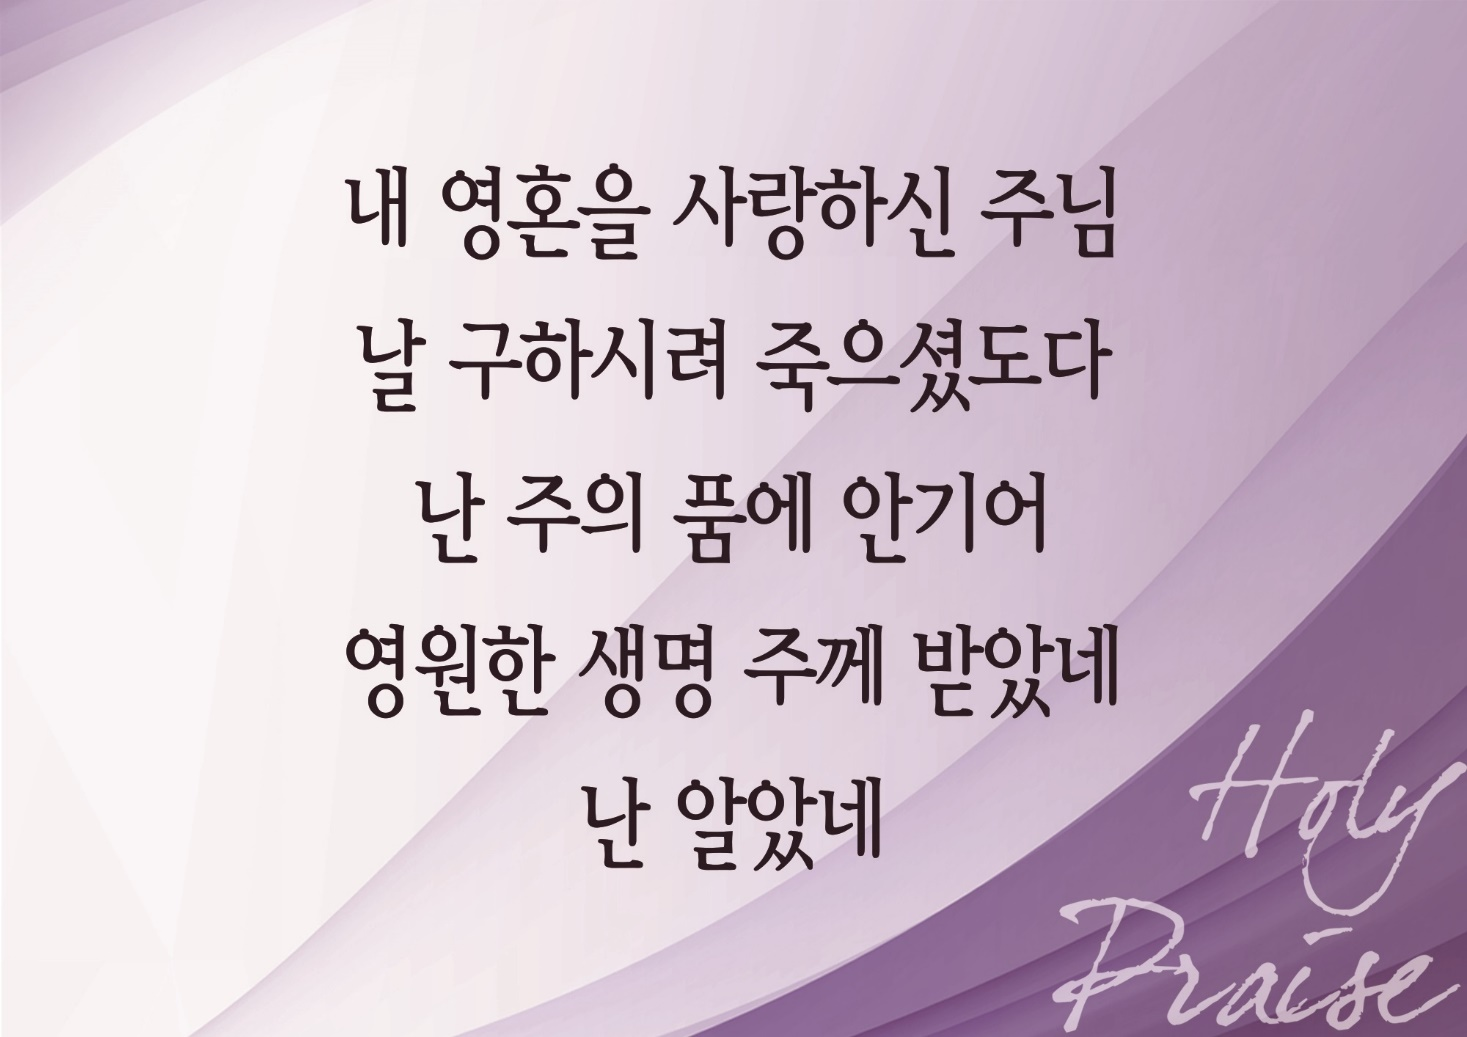 내 영혼을 사랑하신 주님
날 구하시려 죽으셨도다
난 주의 품에 안기어
영원한 생명 주께 받았네
난 알았네
Holy
Praise